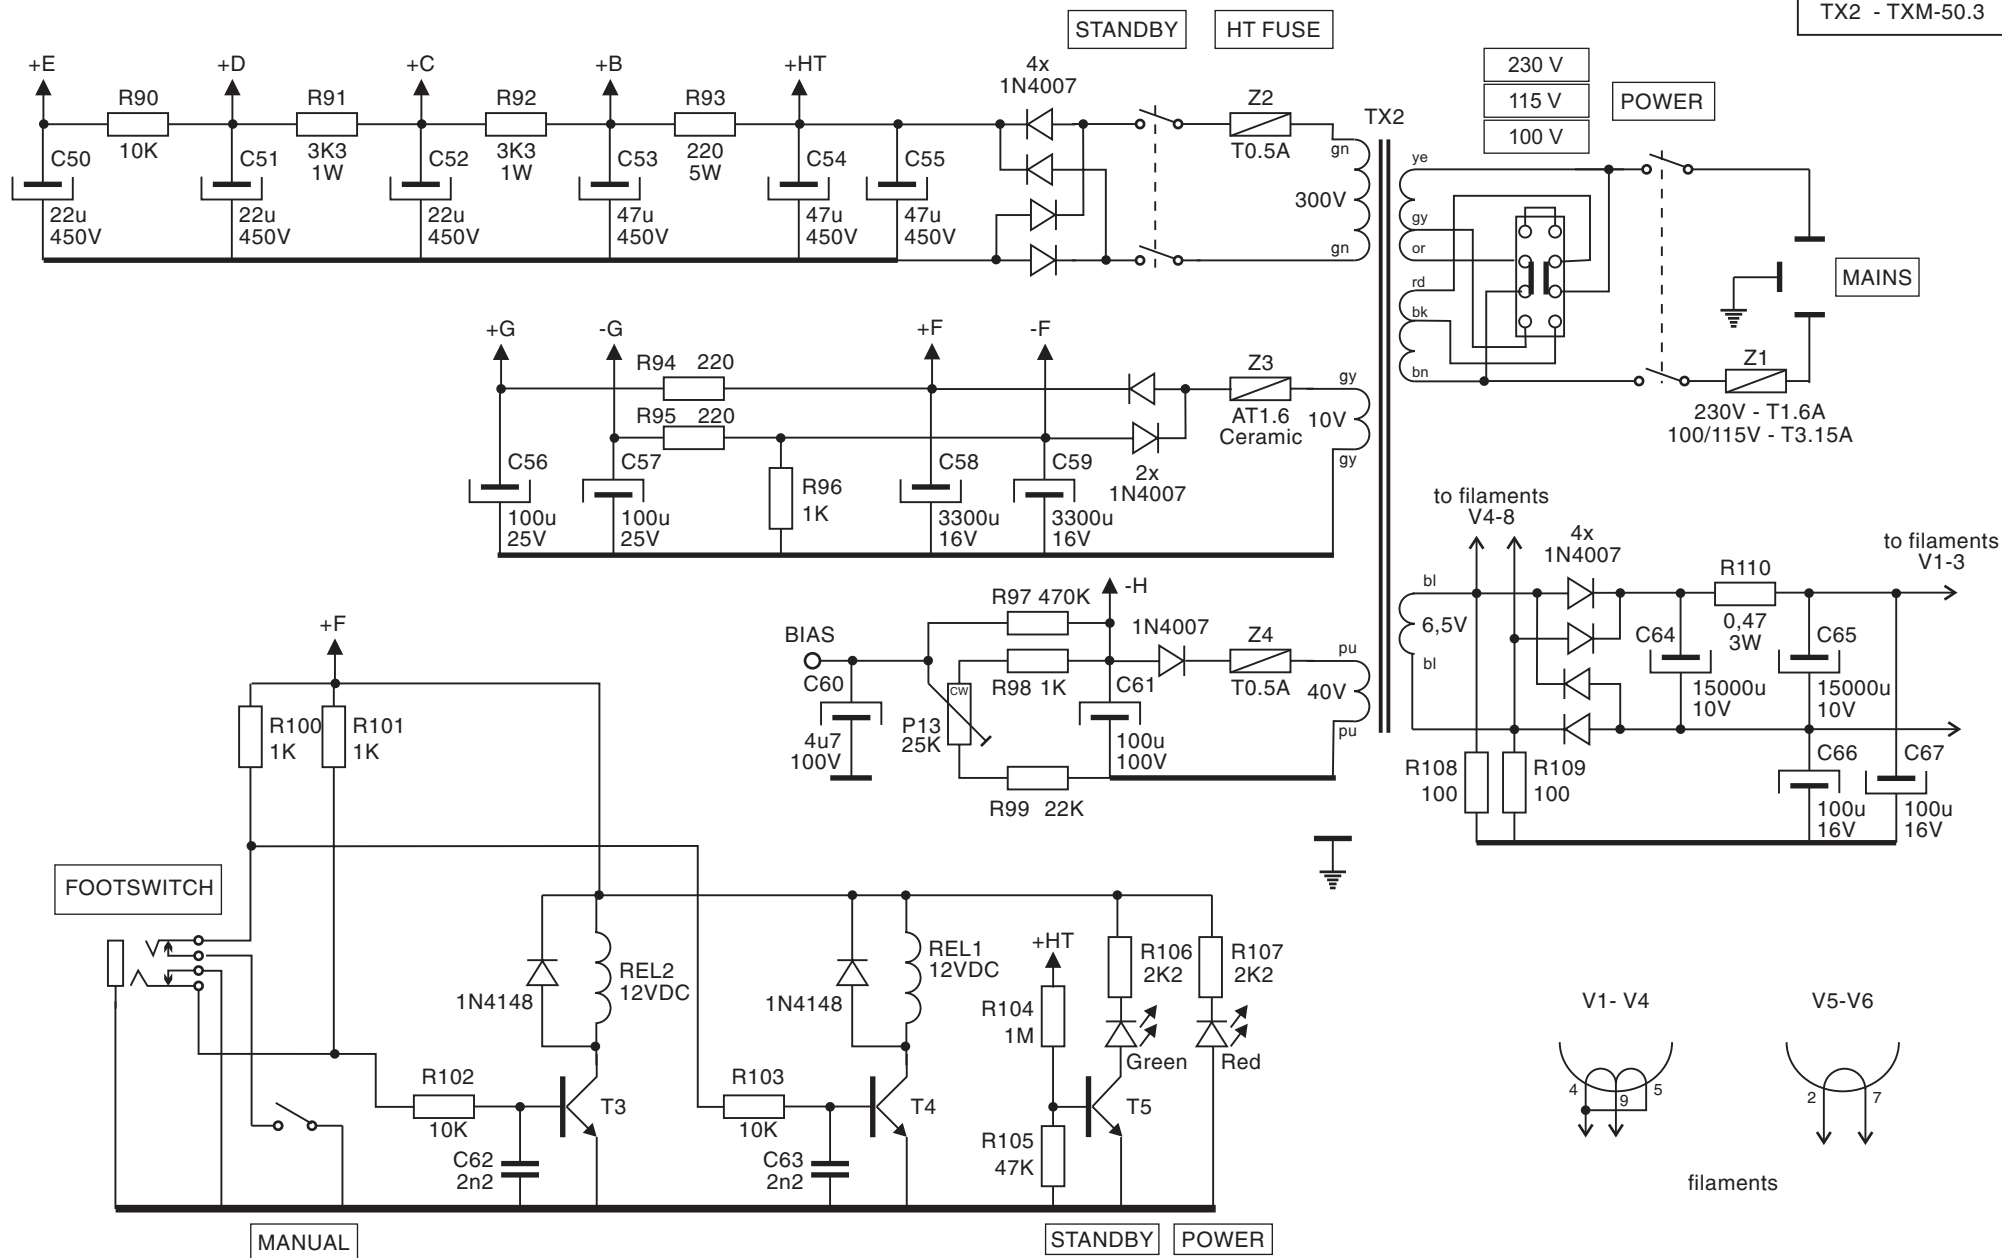 TX2 - TXM-50.3
STANDBY
HT FUSE
230 V
115 V
100 V
POWER
+E
+D
+C
+B
+HT
4x
1N4007
R90
10K
R91
3K3
1W
R92
3K3
1W
R93
220
5W
Z2
T0.5A
TX2
C50
22u
450V
C51
22u
450V
C52
22u
450V
C53
47u
450V
C54
47u
450V
C55
47u
450V
gn
300V
gn
ye
gy
or
rd
bk
bn
MAINS
Z1
230V - T1.6A
100/115V - T3.15A
+G
-G
+F
-F
R94 220
R95 220
Z3
AT1.6
Ceramic
gy
10V
gy
C56
100u
25V
C57
100u
25V
R96
1K
C58
3300u
16V
C59
3300u
16V
2x
1N4007
to filaments
V4-8
4x
1N4007
to filaments
V1-3
bl
6,5V
bl
R110
0,47
3W
C64
15000u
10V
C65
15000u
10V
R108
100
R109
100
C66
100u
16V
C67
100u
16V
-H
R97 470K
BIAS
1N4007
Z4
T0.5A
pu
40V
pu
R98 1K
C61
100u
100V
C60
4u7
100V
CW
P13
25K
R99 22K
+F
R100
1K
R101
1K
FOOTSWITCH
1N4148
REL2
12VDC
1N4148
REL1
12VDC
+HT
R104
1M
R106
2K2
R107
2K2
Green
Red
R102
10K
T3
R103
10K
T4
R105
47K
T5
C62
2n2
C63
2n2
MANUAL
STANDBY
POWER
V1- V4
4
9
5
V5-V6
2
7
filaments